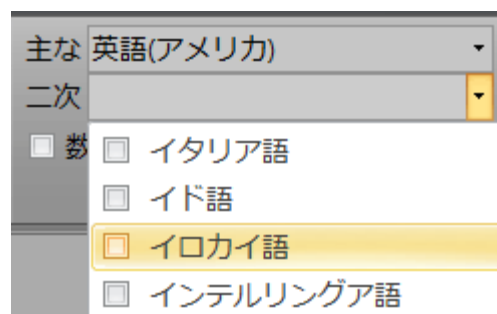 主な 英語(アメリカ)
二次
数
イタリア語
イド語
イロカイ語
インテルリングア語